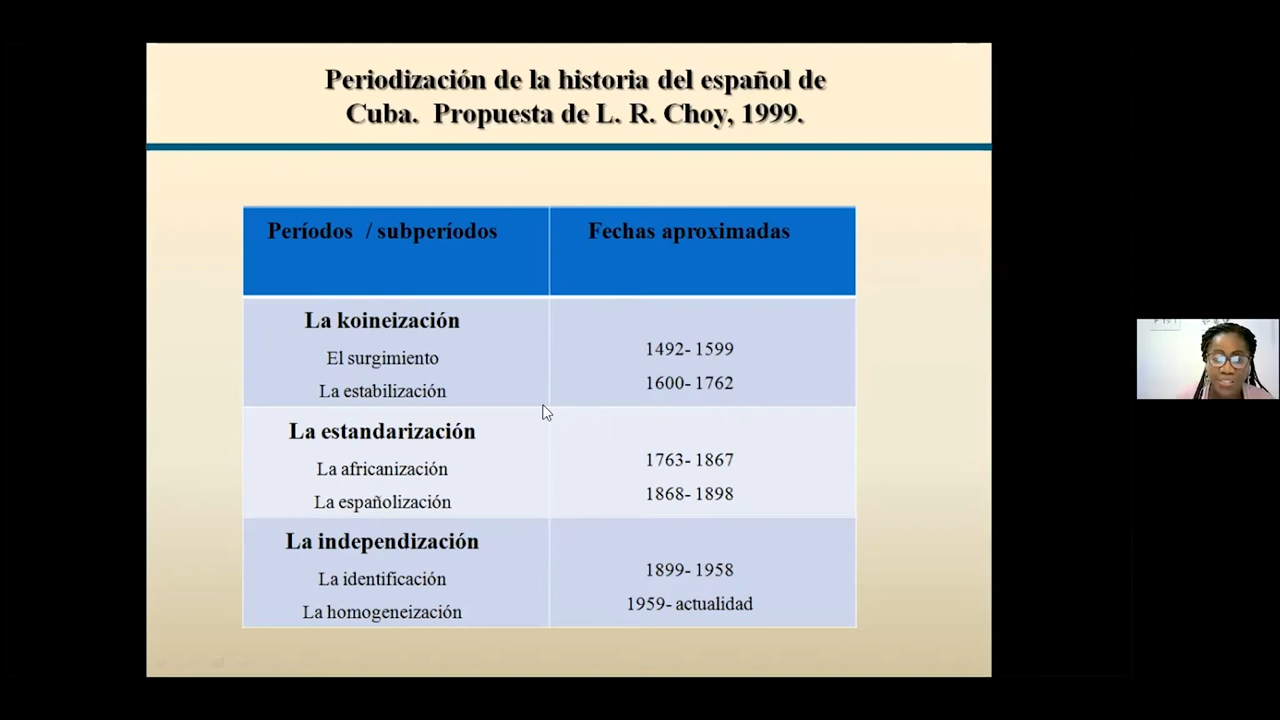 Periodización de la historia del español de
Cuba. Propuesta de L. R. Choy, 1999.
Períodos / subperíodos
Fechas aproximadas
La koineización
El surgimiento
1492- 1599
La estabilización
1600- 1762
La estandarización
La africanización
1763- 1867
La españolización
1868- 1898
La independización
La identificación
1899- 1958
La homogeneización
1959- actualidad